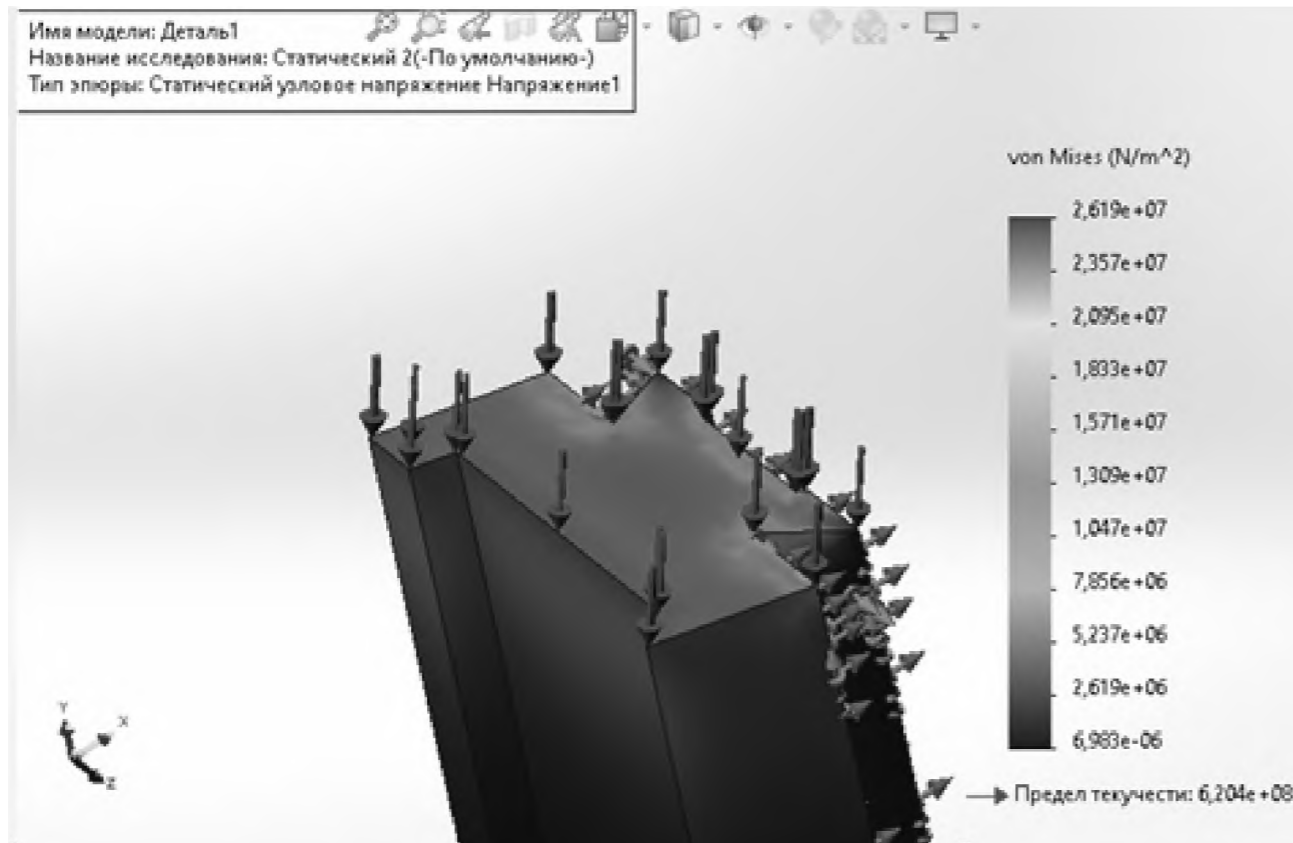 Имя модели: Деталь1
Название исследования: Статический 2(-По умолчанию-)
Тип эпюры: Статический узловое напряжение Напряжение1
von Mises (N/m^2)
2,619e+07
2,357e+07
2,095e+07
1,833e+07
1,571e+07
1,309e+07
1,047e+07
7,856e+06
5,237e+06
2,619e+06
6,983e-06
Предел текучести: 6,204e+08
Y
X
Z